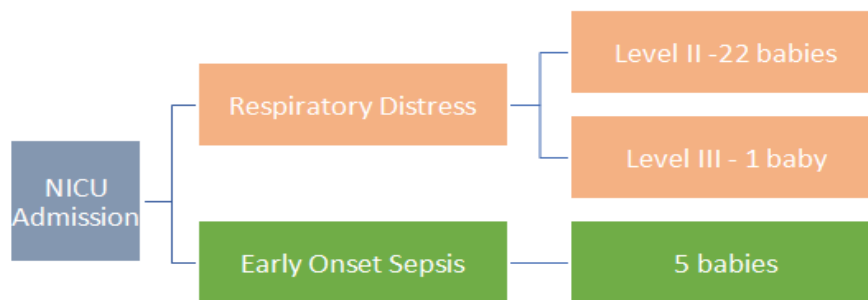 NICU
Admission
Respiratory Distress
Level II -22 babies
Level III - 1 baby
Early Onset Sepsis
5 babies